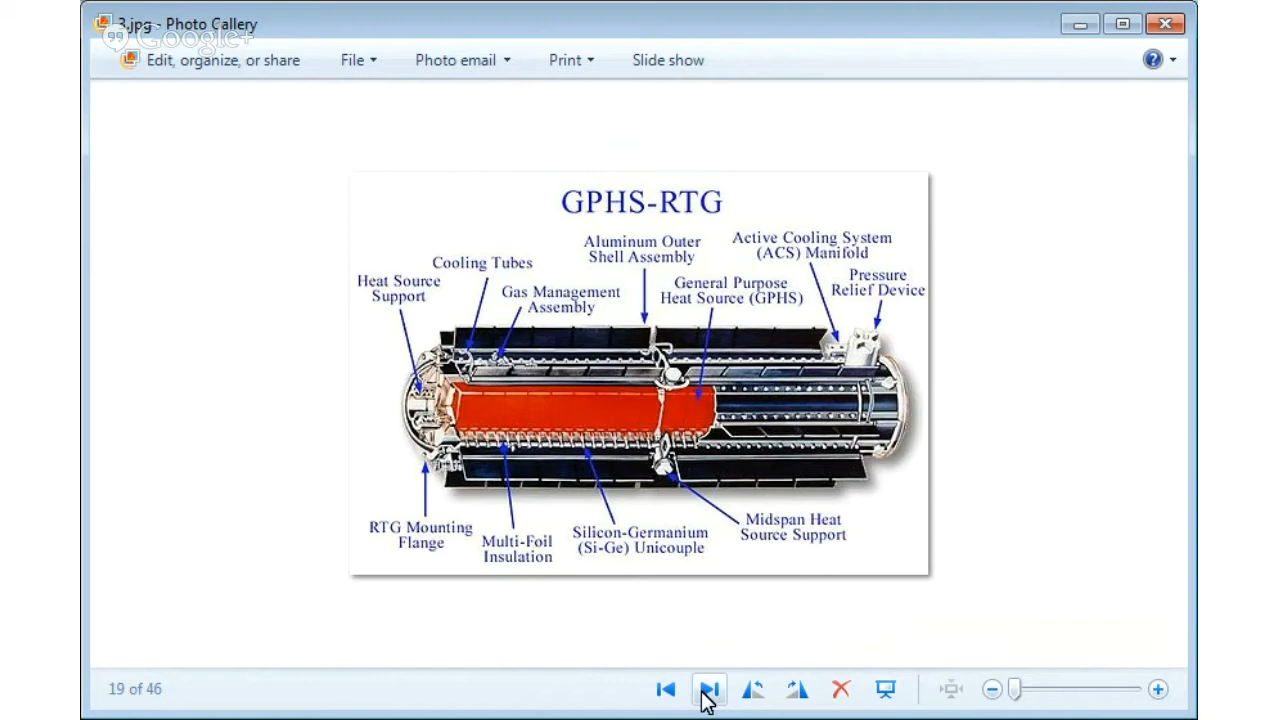 3.jpg - Photo Gallery
Google+
Edit, organize, or share
File
Photo email
Print
Slide show
GPHS-RTG
Aluminum Outer
Shell Assembly
Active Cooling System
(ACS) Manifold
Cooling Tubes
Heat Source
Support
Gas Management
Assembly
General Purpose
Heat Source (GPHS)
Pressure
Relief Device
RTG Mounting
Flange
Multi-Foil
Insulation
Silicon-Germanium
(Si-Ge) Unicouple
Midspan Heat
Source Support
19 of 46